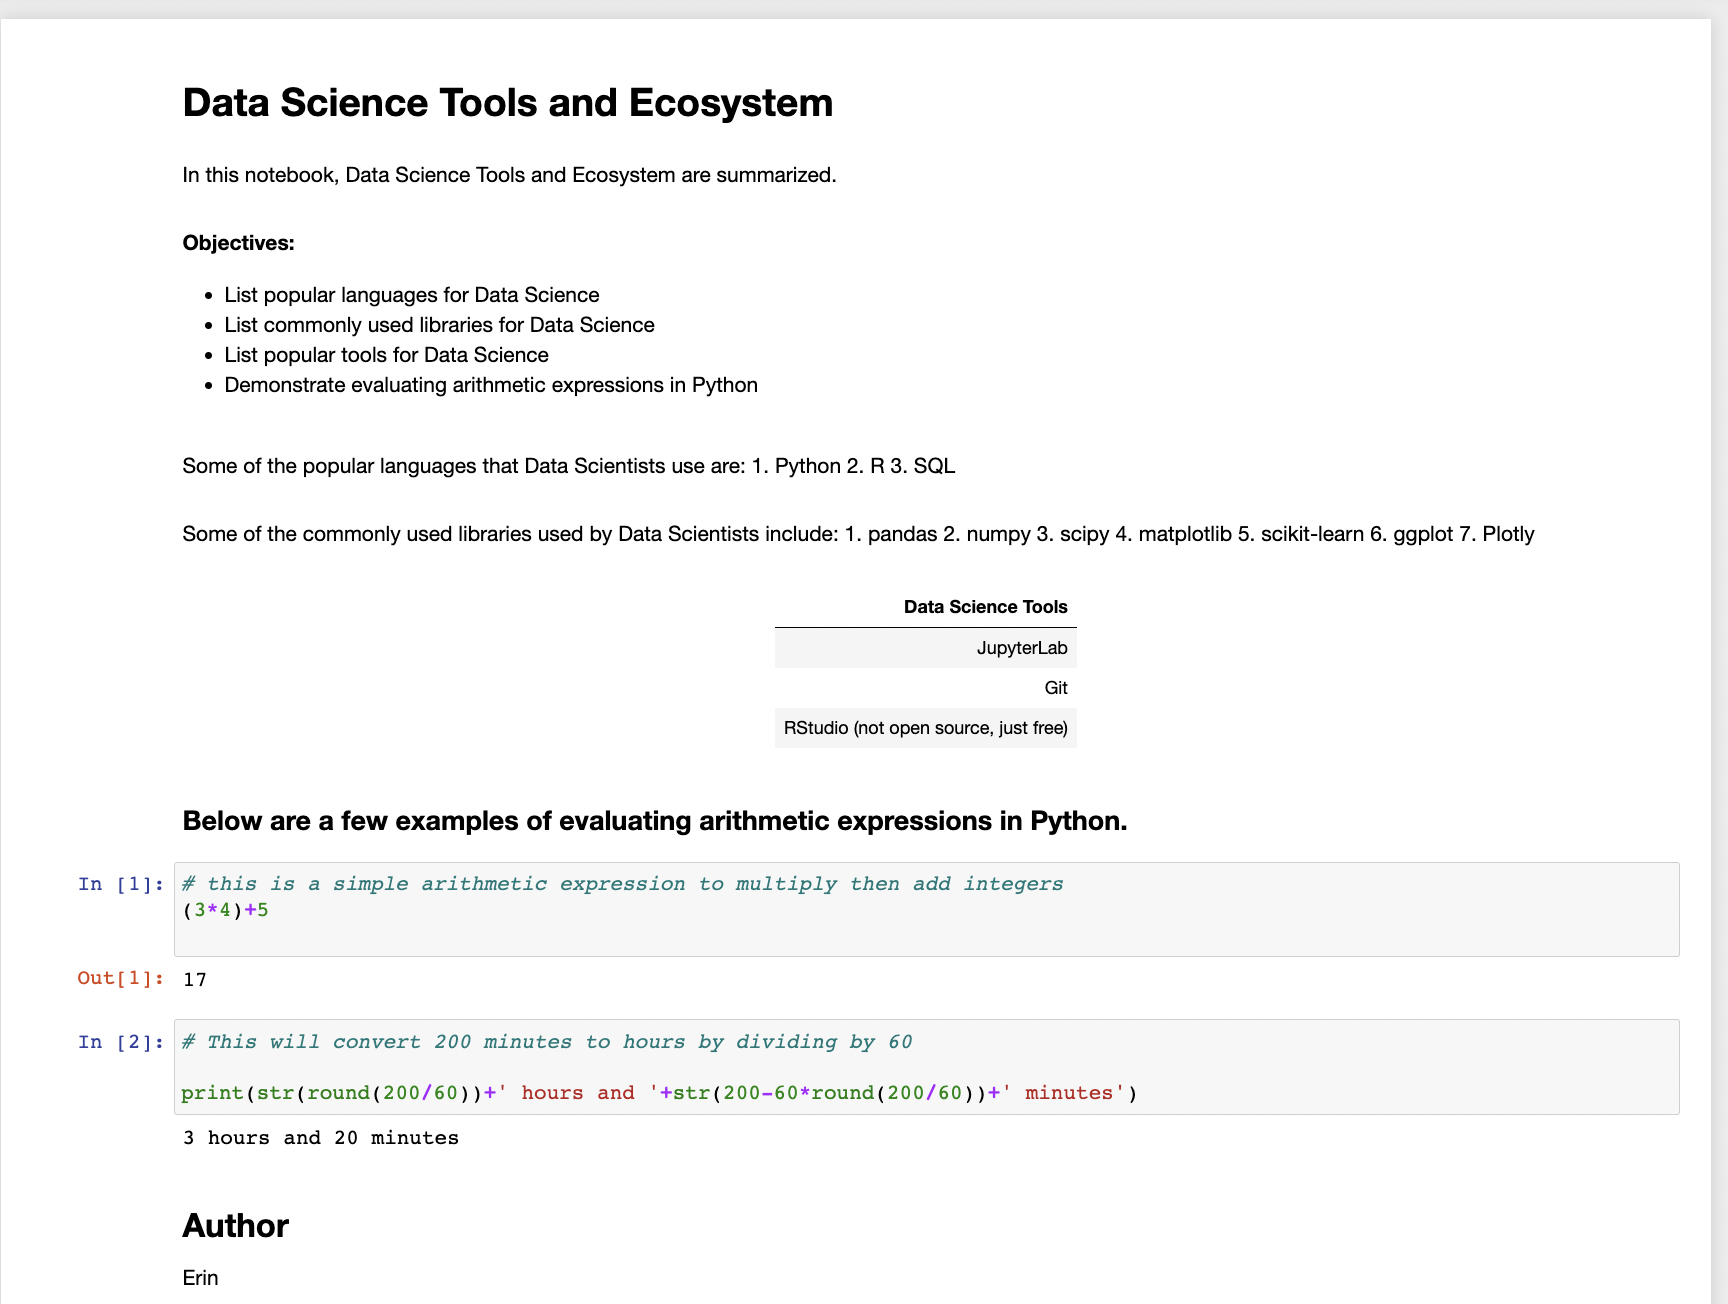 Data Science Tools and Ecosystem
In this notebook, Data Science Tools and Ecosystem are summarized.
Objectives:
• List popular languages for Data Science
• List commonly used libraries for Data Science
• List popular tools for Data Science
• Demonstrate evaluating arithmetic expressions in Python
Some of the popular languages that Data Scientists use are: 1. Python 2. R 3. SQL
Some of the commonly used libraries used by Data Scientists include: 1. pandas 2. numpy 3. scipy 4. matplotlib 5. scikit-learn 6. ggplot 7. Plotly
Data Science Tools
JupyterLab
Git
RStudio (not open source, just free)
Below are a few examples of evaluating arithmetic expressions in Python.
In [1]: # this is a simple arithmetic expression to multiply then add integers
(3*4)+5
Out[1]: 17
In [2]: # This will convert 200 minutes to hours by dividing by 60
print(str(round(200/60))+' hours and '+str(200-60*round(200/60))+' minutes')
3 hours and 20 minutes
Author
Erin